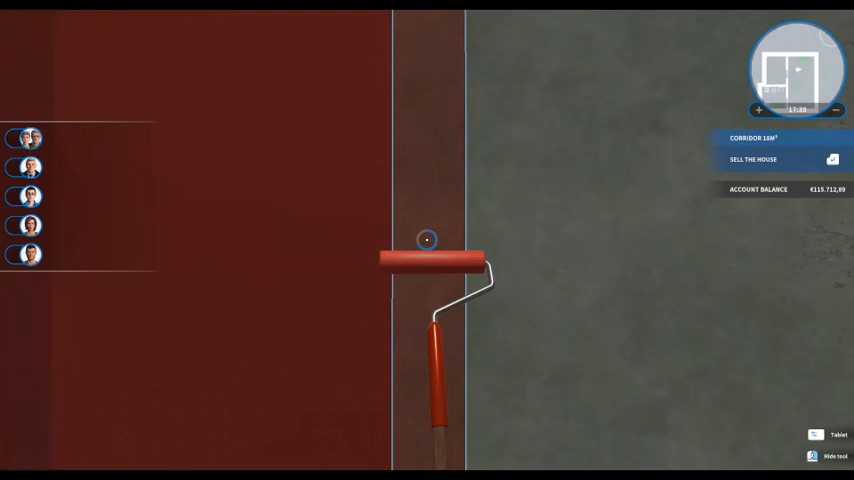 17:39
CORRIDOR 18M²
SELL THE HOUSE
ACCOUNT BALANCE €115.712,89
Tablet
Hide tool